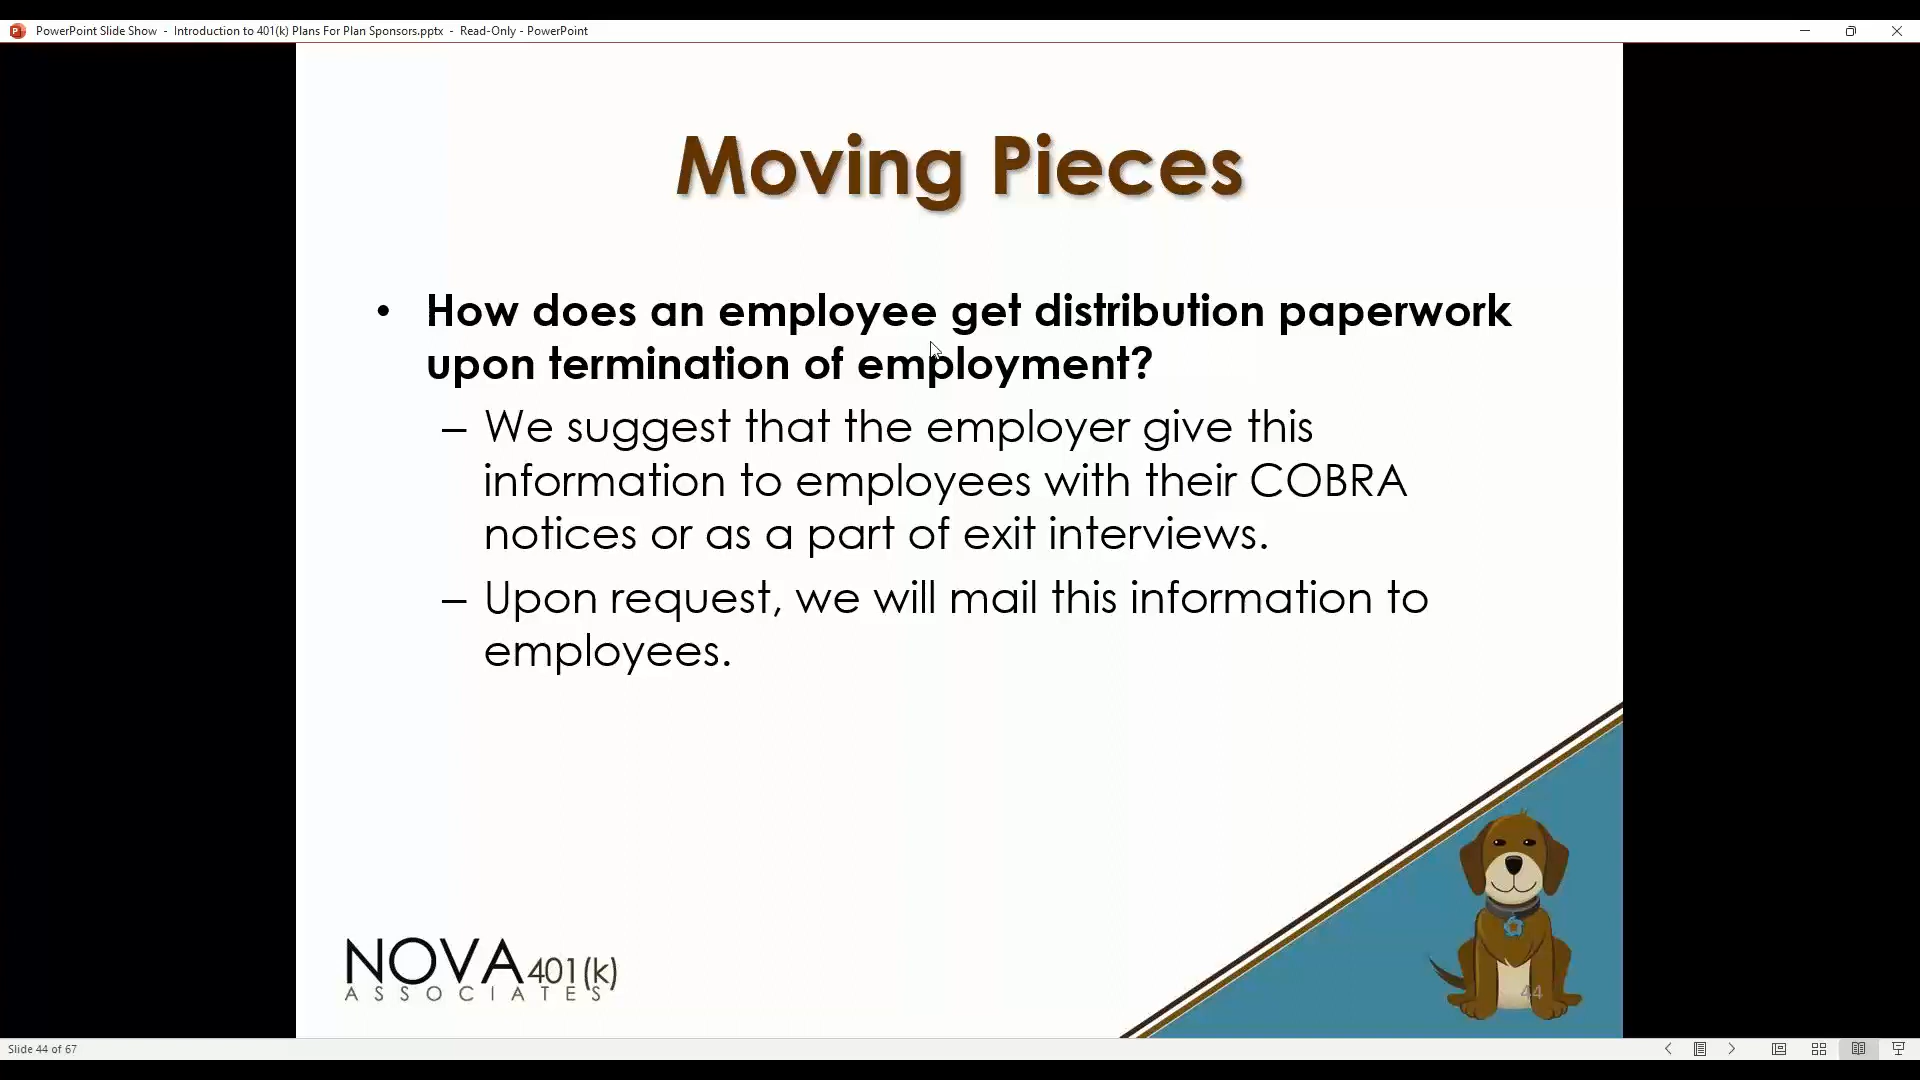 PowerPoint Slide Show - Introduction to 401(k) Plans For Plan Sponsors.pptx - Read-Only - PowerPoint
Moving Pieces
• How does an employee get distribution paperwork
upon termination of employment?
– We suggest that the employer give this
information to employees with their COBRA
notices or as a part of exit interviews.
– Upon request, we will mail this information to
employees.
NOVA 401(k)
ASSOCIATES
44
Slide 44 of 67